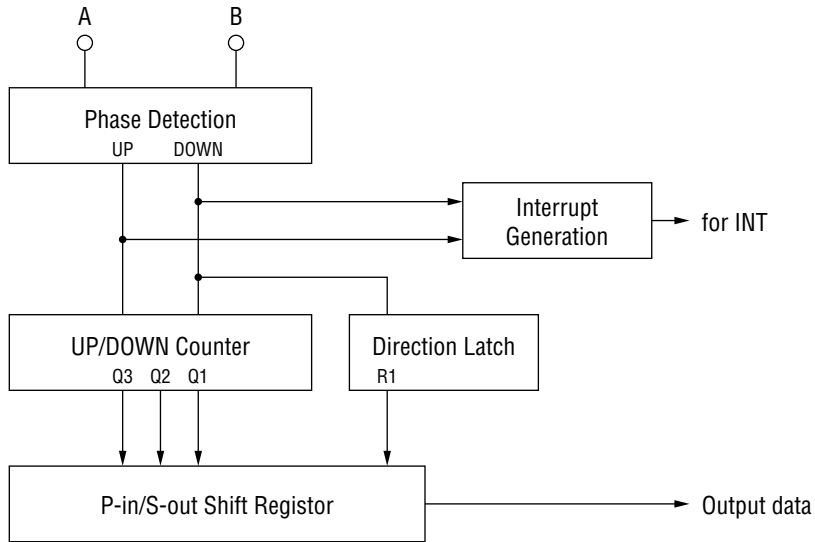 A B
Phase Detection
UP DOWN
Interrupt
Generation
for INT
UP/DOWN Counter
Q3 Q2 Q1
Direction Latch
R1
P-in/S-out Shift Registor
Output data